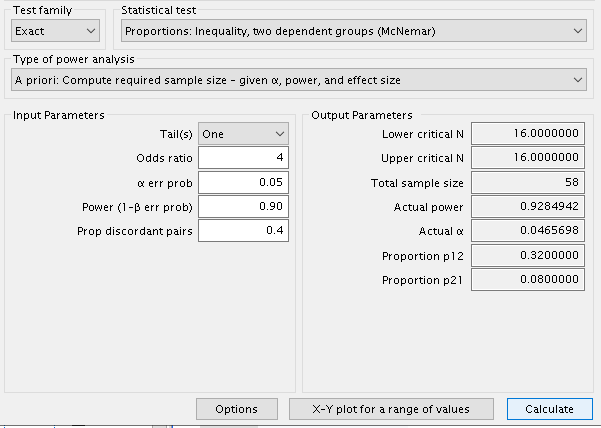 Test family
Statistical test
Exact
Proportions: Inequality, two dependent groups (McNemar)
Type of power analysis
A priori: Compute required sample size – given α, power, and effect size
Input Parameters
Output Parameters
Tail(s) One
Lower critical N 16.0000000
Odds ratio 4
Upper critical N 16.0000000
α err prob 0.05
Total sample size 58
Power (1-β err prob) 0.90
Actual power 0.9284942
Prop discordant pairs 0.4
Actual α 0.0465698
Proportion p12 0.3200000
Proportion p21 0.0800000
Options
X-Y plot for a range of values
Calculate